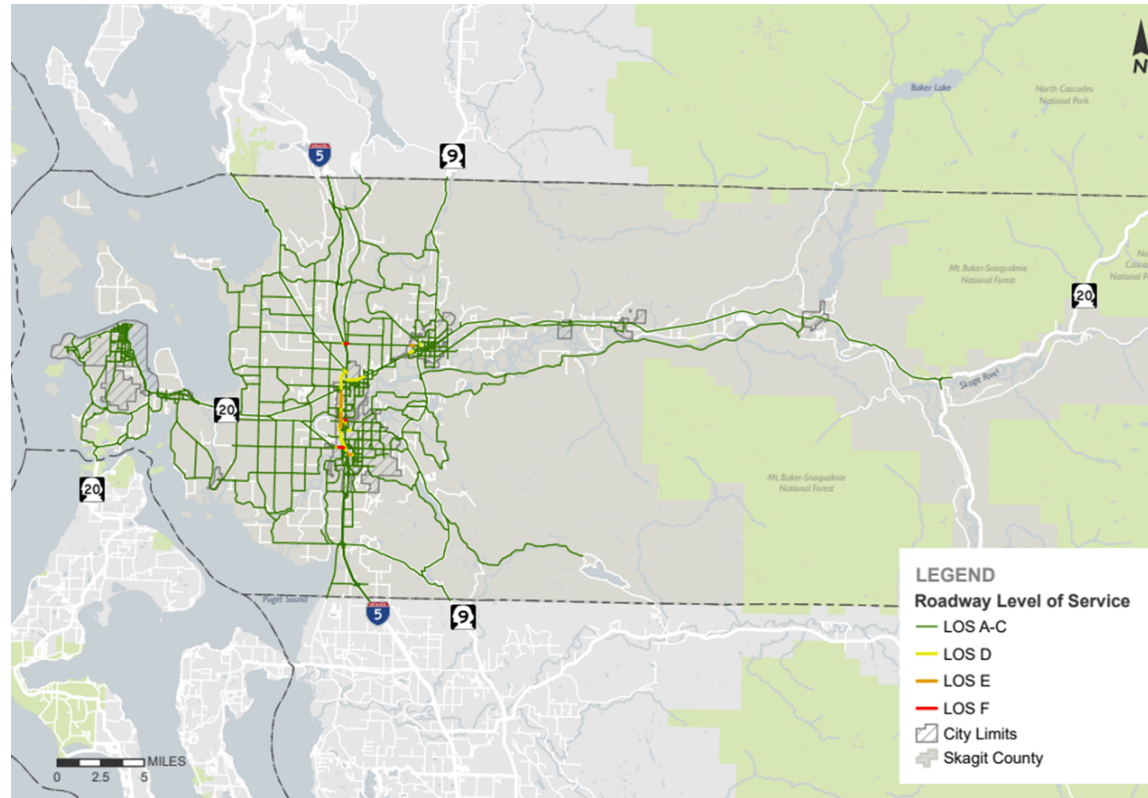 N
Baker Lake
North Cascades
National Park
5
9
Mt. Baker-Snoqualmie
National Forest
20
Skagit River
20
20
Mt. Baker-Snoqualmie
National Forest
Puget Sound
5
9
LEGEND
Roadway Level of Service
LOS A-C
LOS D
LOS E
LOS F
City Limits
Skagit County
MILES
0 2.5 5